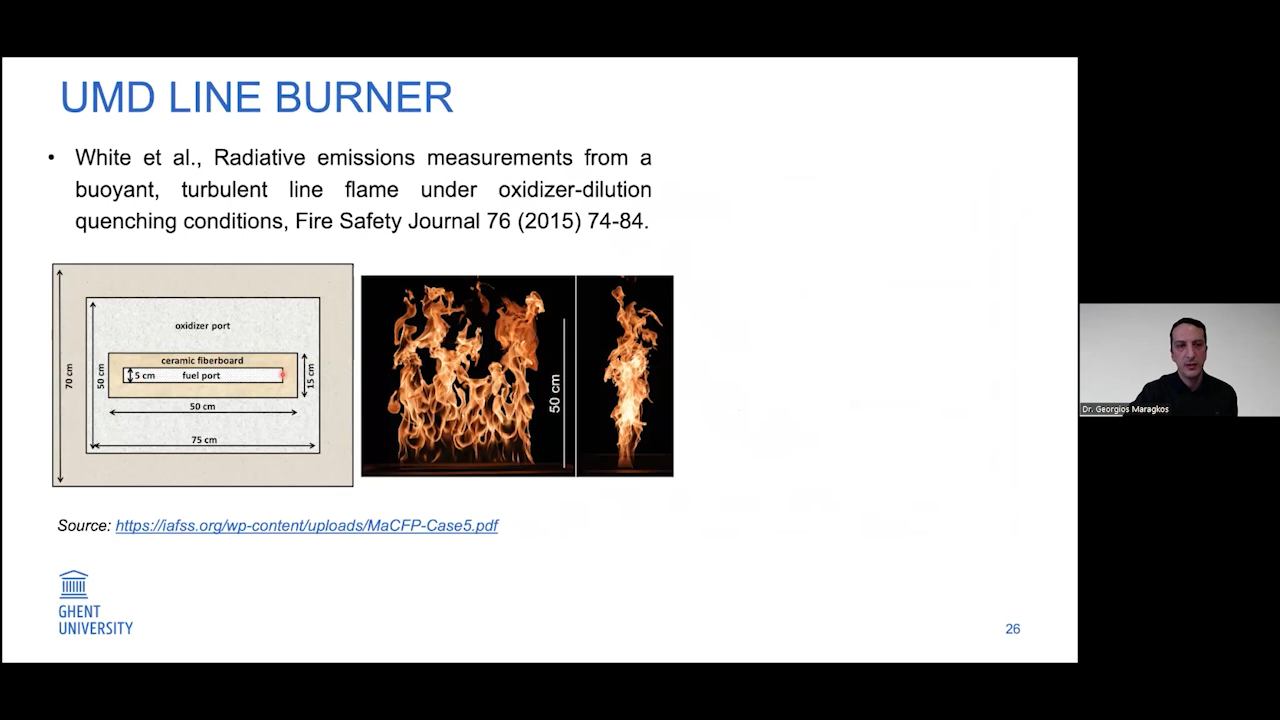 UMD LINE BURNER
• White et al., Radiative emissions measurements from a
buoyant, turbulent line flame under oxidizer-dilution
quenching conditions, Fire Safety Journal 76 (2015) 74-84.
oxidizer port
ceramic fiberboard
5 cm fuel port
70 cm
50 cm
15 cm
50 cm
75 cm
50 cm
Source: https://iafss.org/wp-content/uploads/MaCFP-Case5.pdf
GHENT
UNIVERSITY
26
Dr. Georgios Maragkos